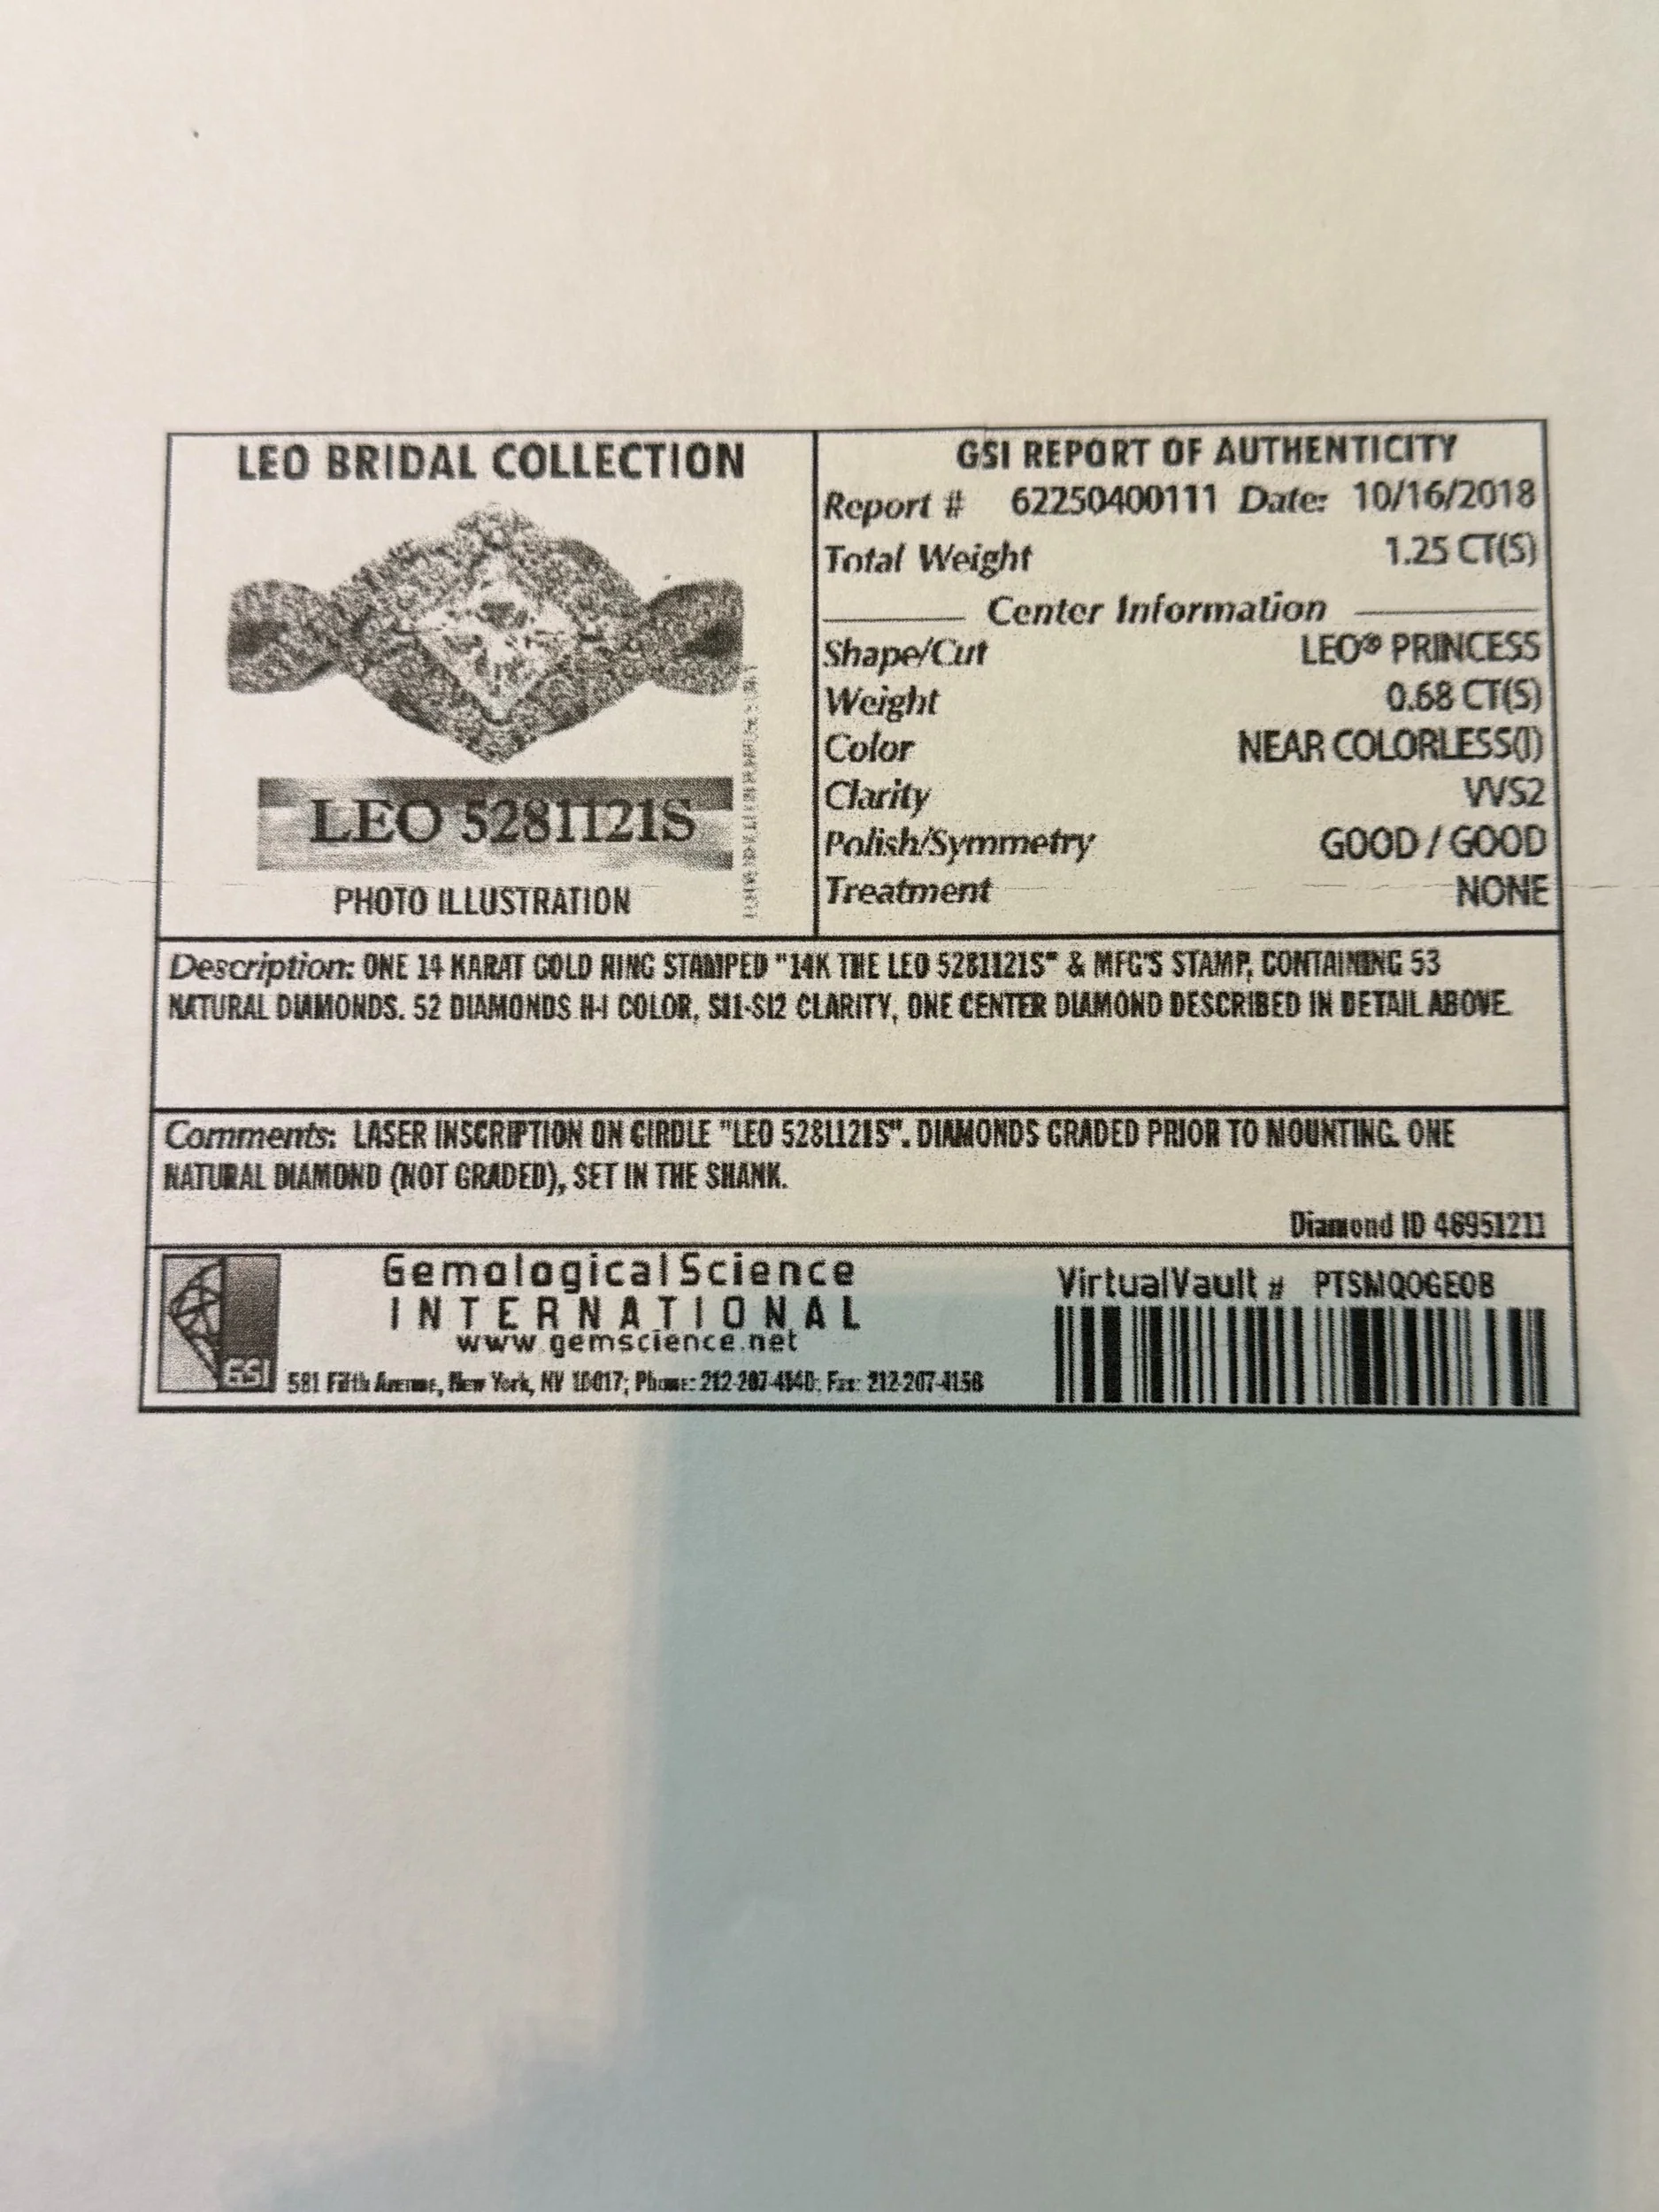 LEO BRIDAL COLLECTION
LEO 5281121S
PHOTO ILLUSTRATION
GSI REPORT OF AUTHENTICITY
Report # 62250400111 Date: 10/16/2018
Total Weight 1.25 CT(S)
Center Information
Shape/Cut LEO® PRINCESS
Weight 0.68 CT(S)
Color NEAR COLORLESS(I)
Clarity VVS2
Polish/Symmetry GOOD / GOOD
Treatment NONE
Description: ONE 14 KARAT GOLD RING STAMPED "14K THE LEO 5281121S" & MFG'S STAMP, CONTAINING 53
NATURAL DIAMONDS. 52 DIAMONDS H-I COLOR, SI1-SI2 CLARITY, ONE CENTER DIAMOND DESCRIBED IN DETAIL ABOVE.
Comments: LASER INSCRIPTION ON GIRDLE "LEO 5281121S". DIAMONDS GRADED PRIOR TO MOUNTING. ONE
NATURAL DIAMOND (NOT GRADED), SET IN THE SHANK.
Diamond ID 46951211
GSI
Gemological Science
INTERNATIONAL
www.gemscience.net
581 Fifth Avenue, New York, NY 10017; Phone: 212-207-4140; Fax: 212-207-4156
VirtualVault # PTSMQ0GE0B